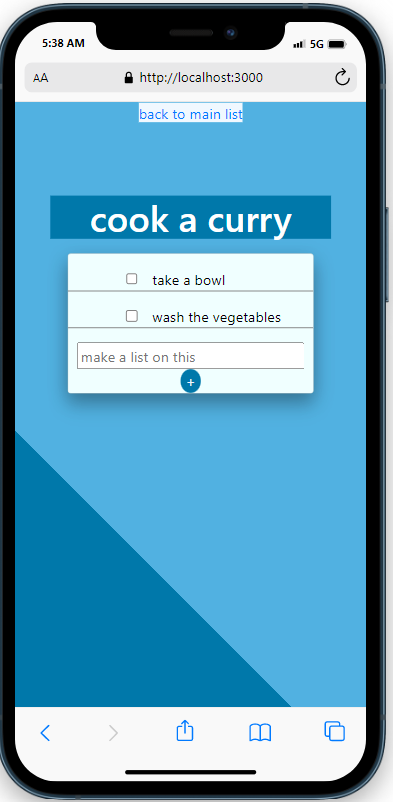 5:38 AM 5G
AA http://localhost:3000
back to main list
cook a curry
take a bowl
wash the vegetables
make a list on this
+